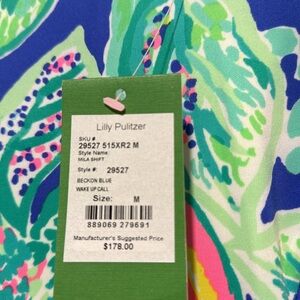 Lilly Pulitzer
SKU #
29527 515XR2 M
Style Name:
MILA SHIFT
Style #: 29527
BECKON BLUE
WAKE UP CALL
Size: M
889069 279691
Manufacturer's Suggested Price
$178.00